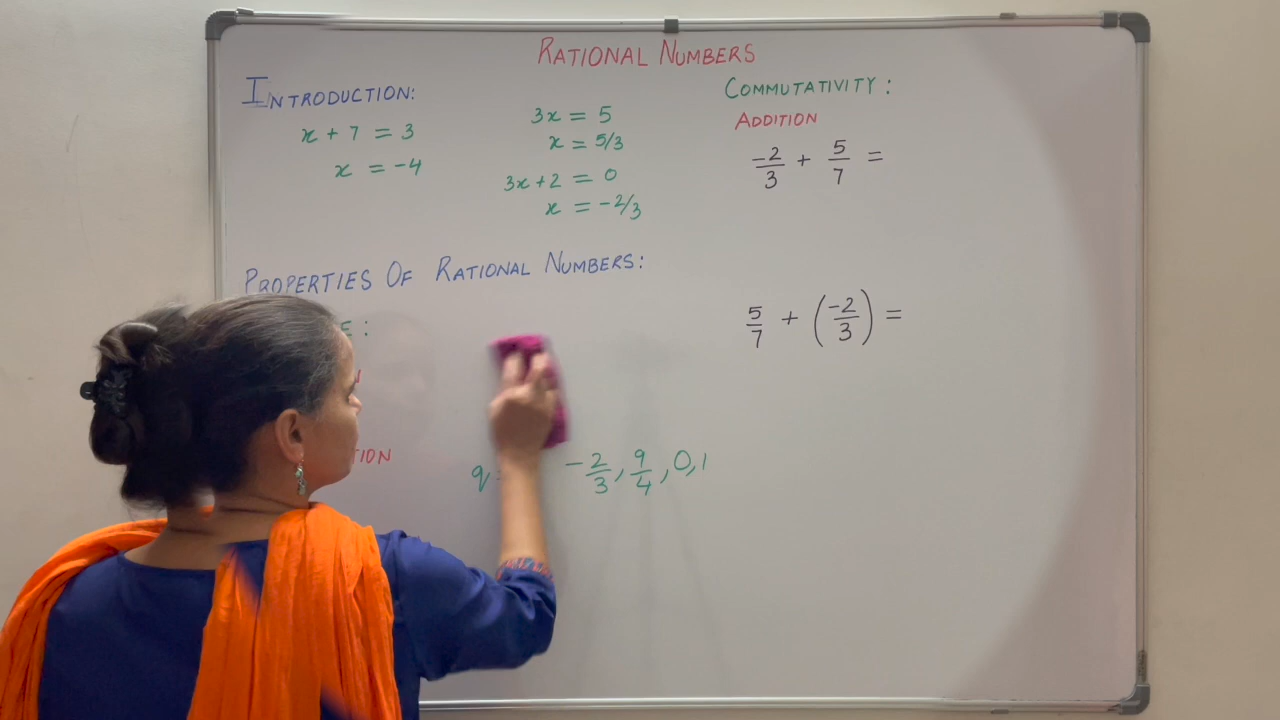 RATIONAL NUMBERS
INTRODUCTION:
x + 7 = 3
x = -4
3x = 5
x = 5/3
3x+2 = 0
x = -2/3
PROPERTIES OF RATIONAL NUMBERS:
E :
N
TION
q = -2/3, 9/4, 0, 1
COMMUTATIVITY :
ADDITION
-2/3 + 5/7 =
5/7 + (-2/3) =